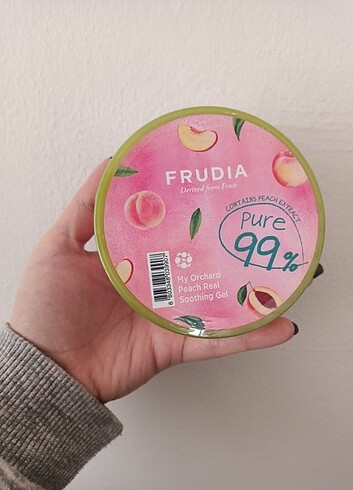 FRUDIA
Derived from Fruit
CONTAINS PEACH EXTRACT
Pure
99%
My Orchard
Peach Real
Soothing Gel